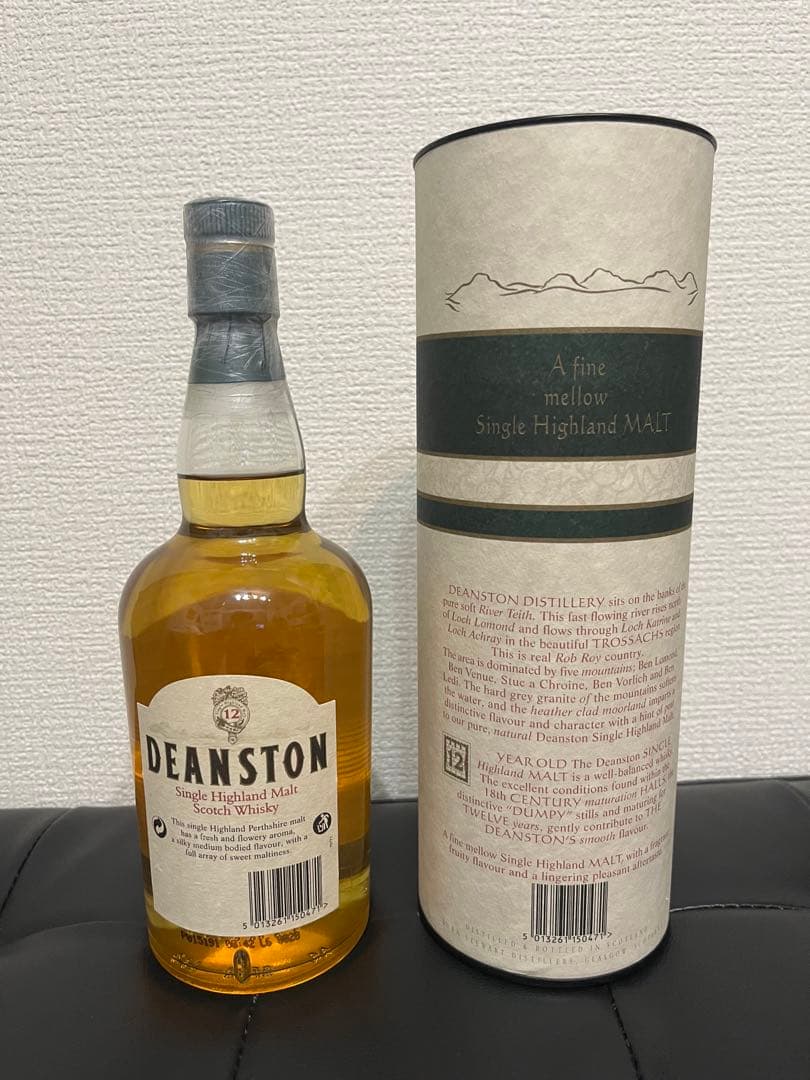 12
DEANSTON
Single Highland Malt
Scotch Whisky
This single Highland Perthshire malt
has a fresh and flowery aroma,
a silky medium bodied flavour, with a
full array of sweet maltiness.
5 013261 150471 >
A fine
mellow
Single Highland MALT
DEANSTON DISTILLERY sits on the banks of the
pure soft River Teith. This fast flowing river rises north
of Loch Lomond and flows through Loch Katrine and
Loch Achray in the beautiful TROSSACHS region.
This is real Rob Roy country.
The area is dominated by five mountains; Ben Lomond,
Ben Venue, Stuc a Chroine, Ben Vorlich and Ben
Ledi. The hard grey granite of the mountains softens
the water, and the heather clad moorland imparts a
distinctive flavour and character with a hint of peat
to our pure, natural Deanston Single Highland Malt.
12
YEAR OLD The Deanston SINGLE
Highland MALT is a well-balanced whisky.
The excellent conditions found within the
18th CENTURY maturation HALLS, the
distinctive "DUMPY" stills and maturing for
TWELVE years, gently contribute to THE
DEANSTON'S smooth flavour.
A fine mellow Single Highland MALT, with a fragrant
fruity flavour and a lingering pleasant aftertaste.
5 013261 150471 >
DISTILLED & BOTTLED IN SCOTLAND
STEWART DISTILLERS, GLASGOW,